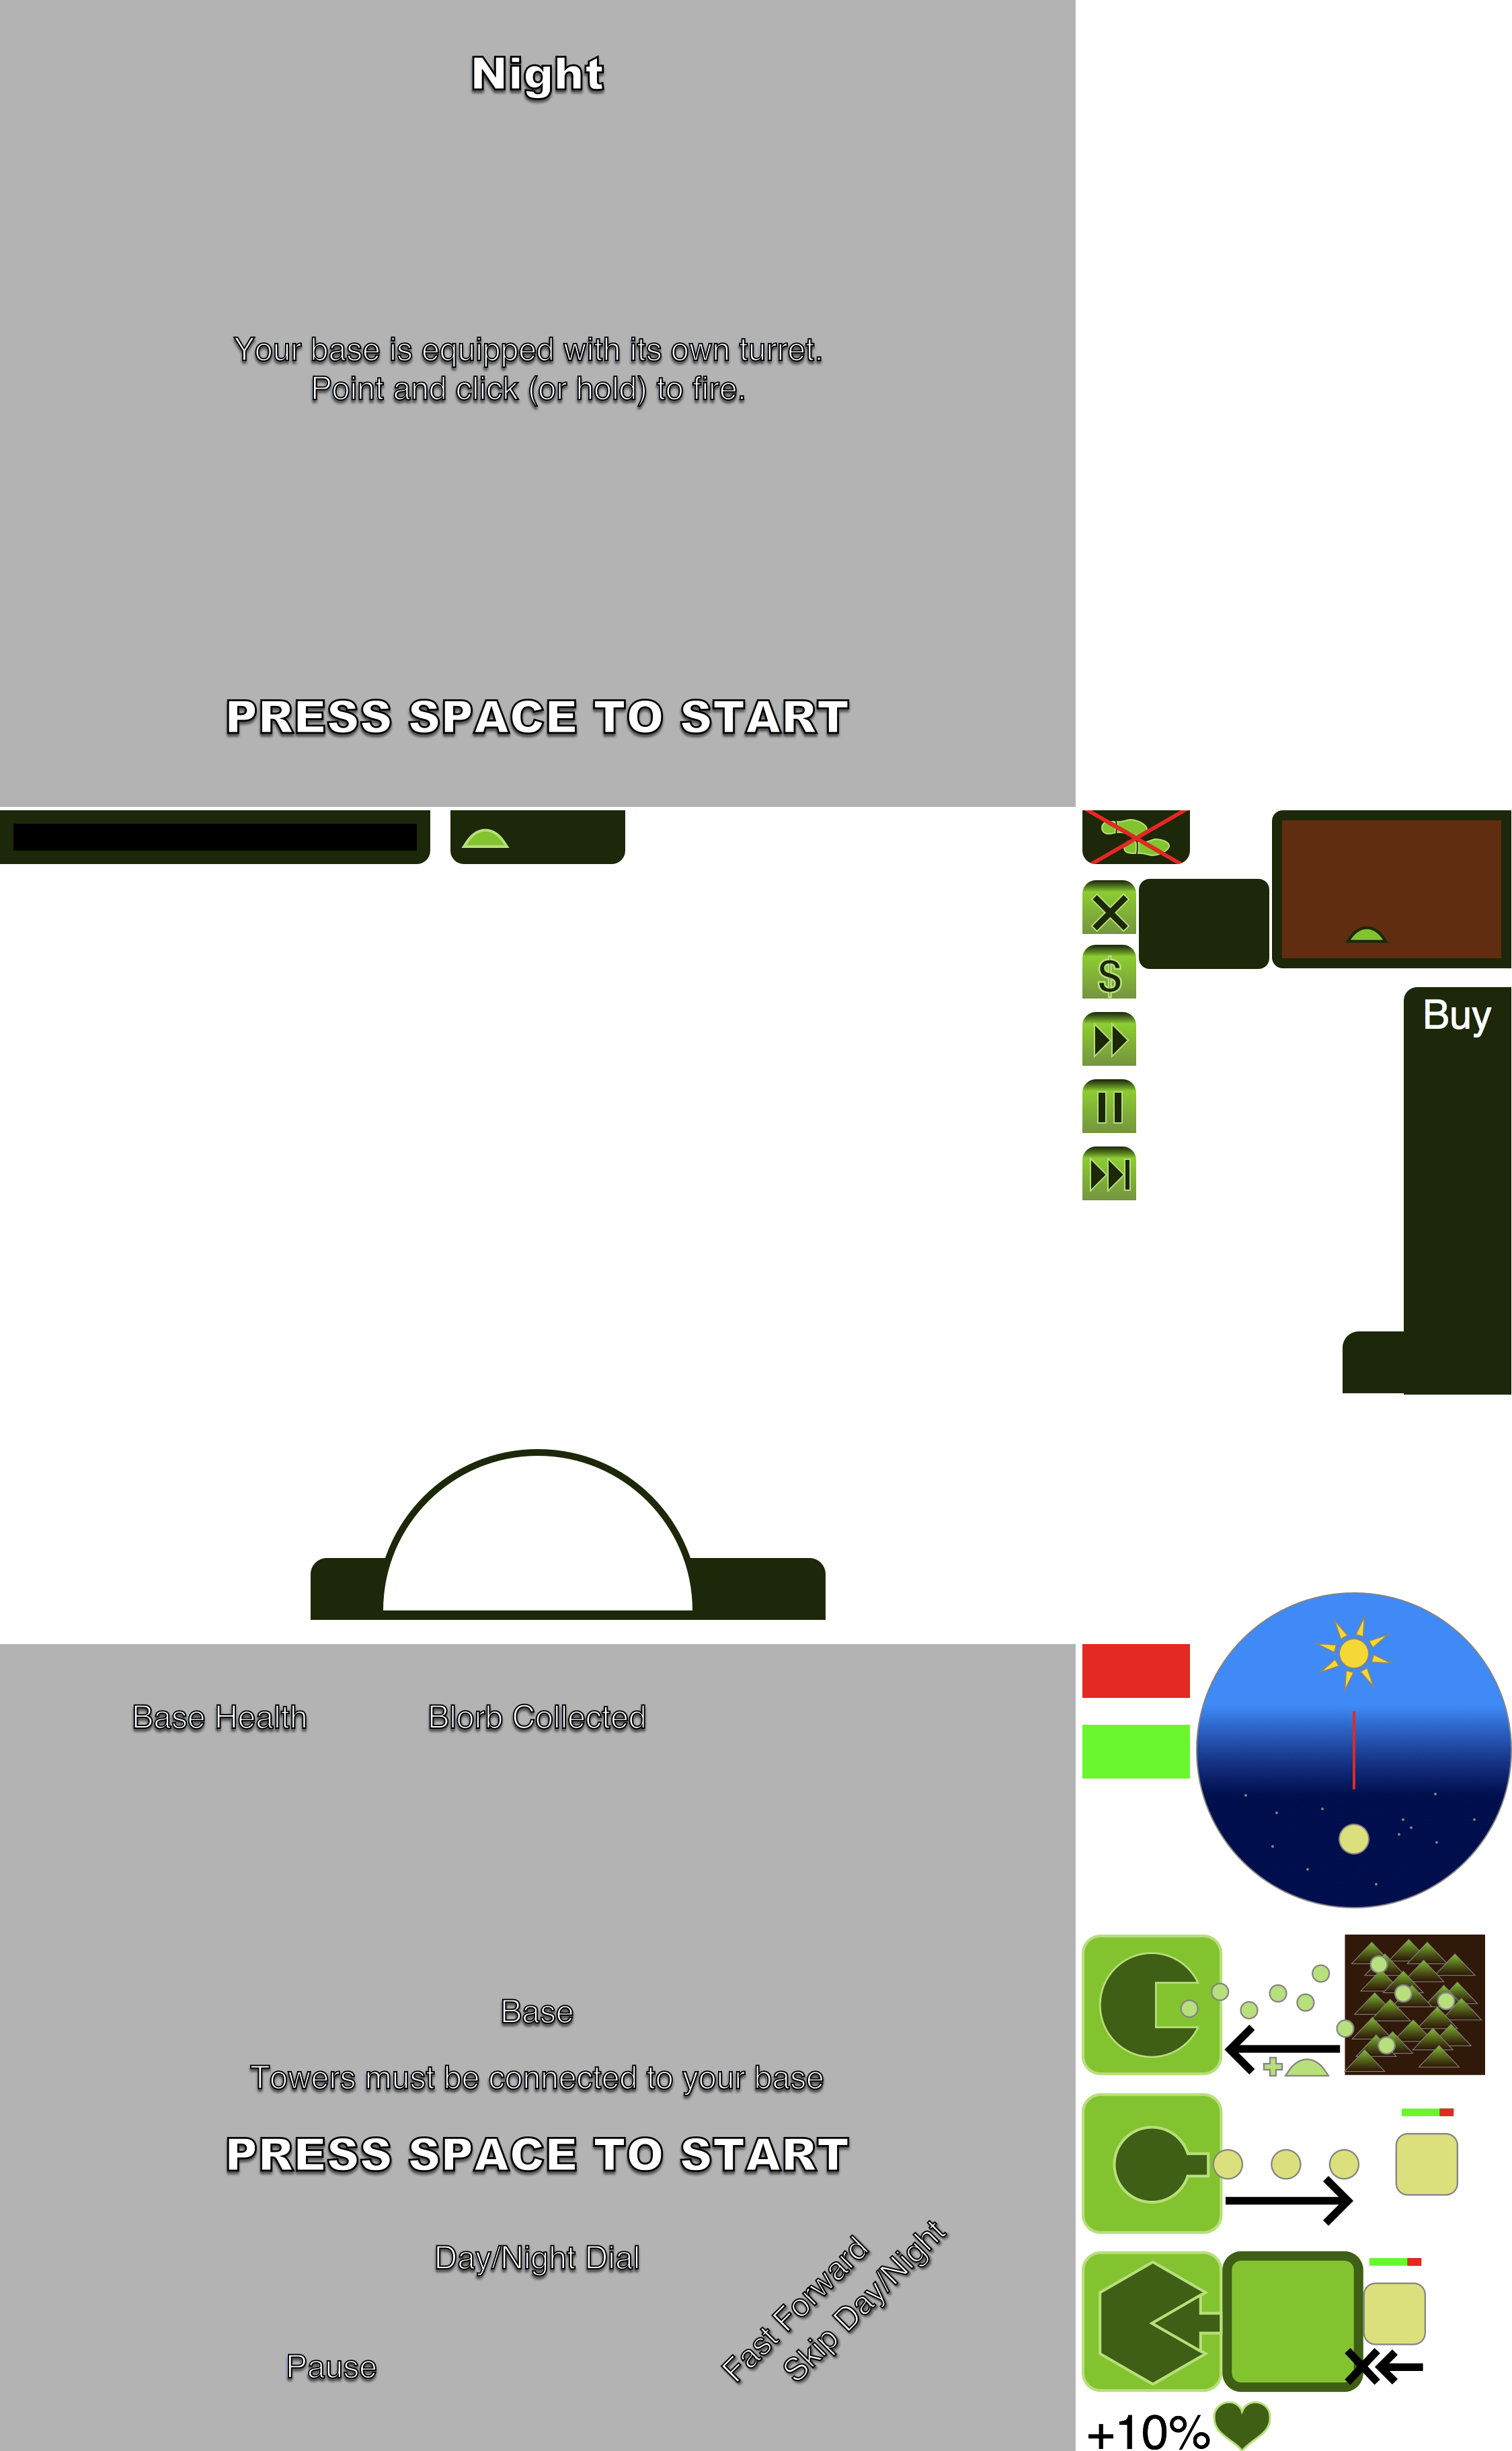 Night
Your base is equipped with its own turret.
Point and click (or hold) to fire.
PRESS SPACE TO START
$
Buy
Base Health
Blorb Collected
Base
Towers must be connected to your base
PRESS SPACE TO START
Day/Night Dial
Fast Forward
Skip Day/Night
Pause
+10%